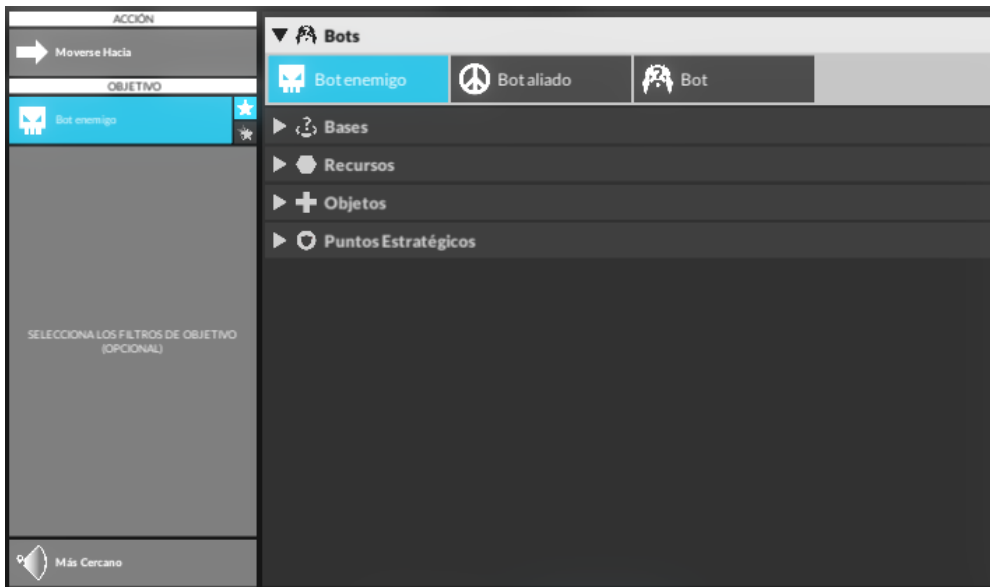 ACCIÓN
Moverse Hacia
OBJETIVO
Bot enemigo
SELECCIONA LOS FILTROS DE OBJETIVO
(OPCIONAL)
Más Cercano
Bots
Bot enemigo
Bot aliado
Bot
Bases
Recursos
Objetos
Puntos Estratégicos